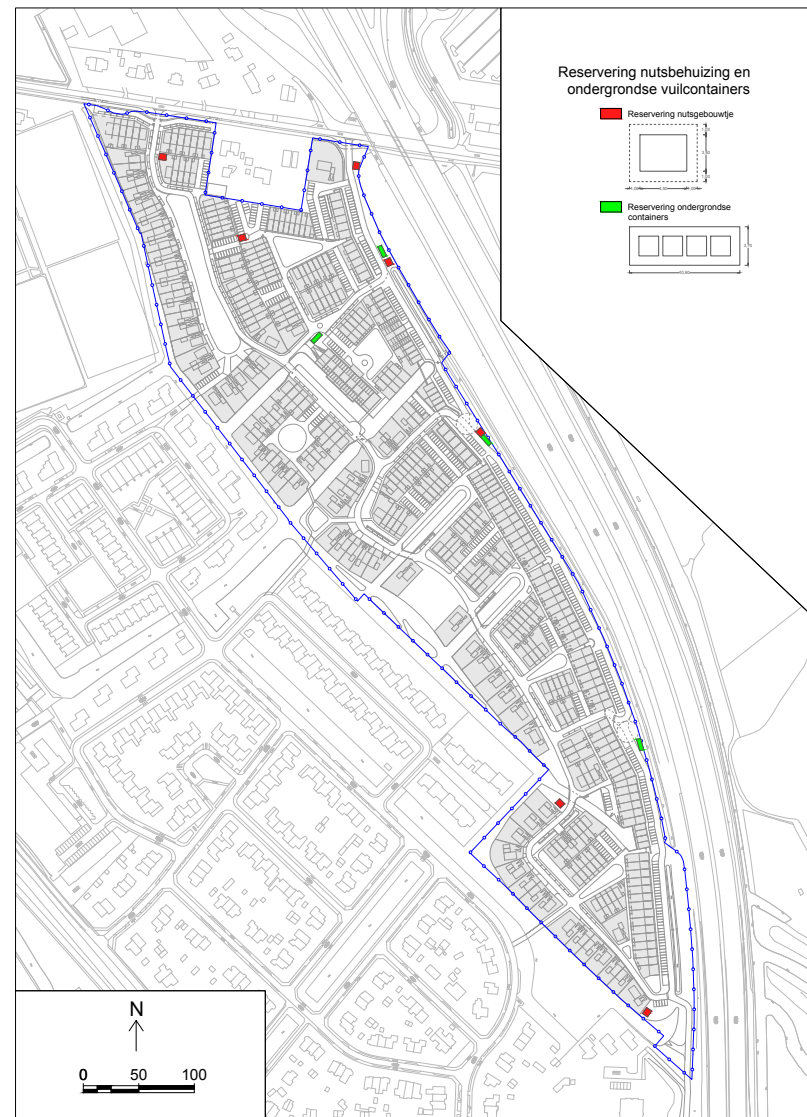 Reservering nutsbehuizing en
ondergrondse vuilcontainers
Reservering nutsgebouwtje
Reservering ondergrondse
containers
N
0 50 100